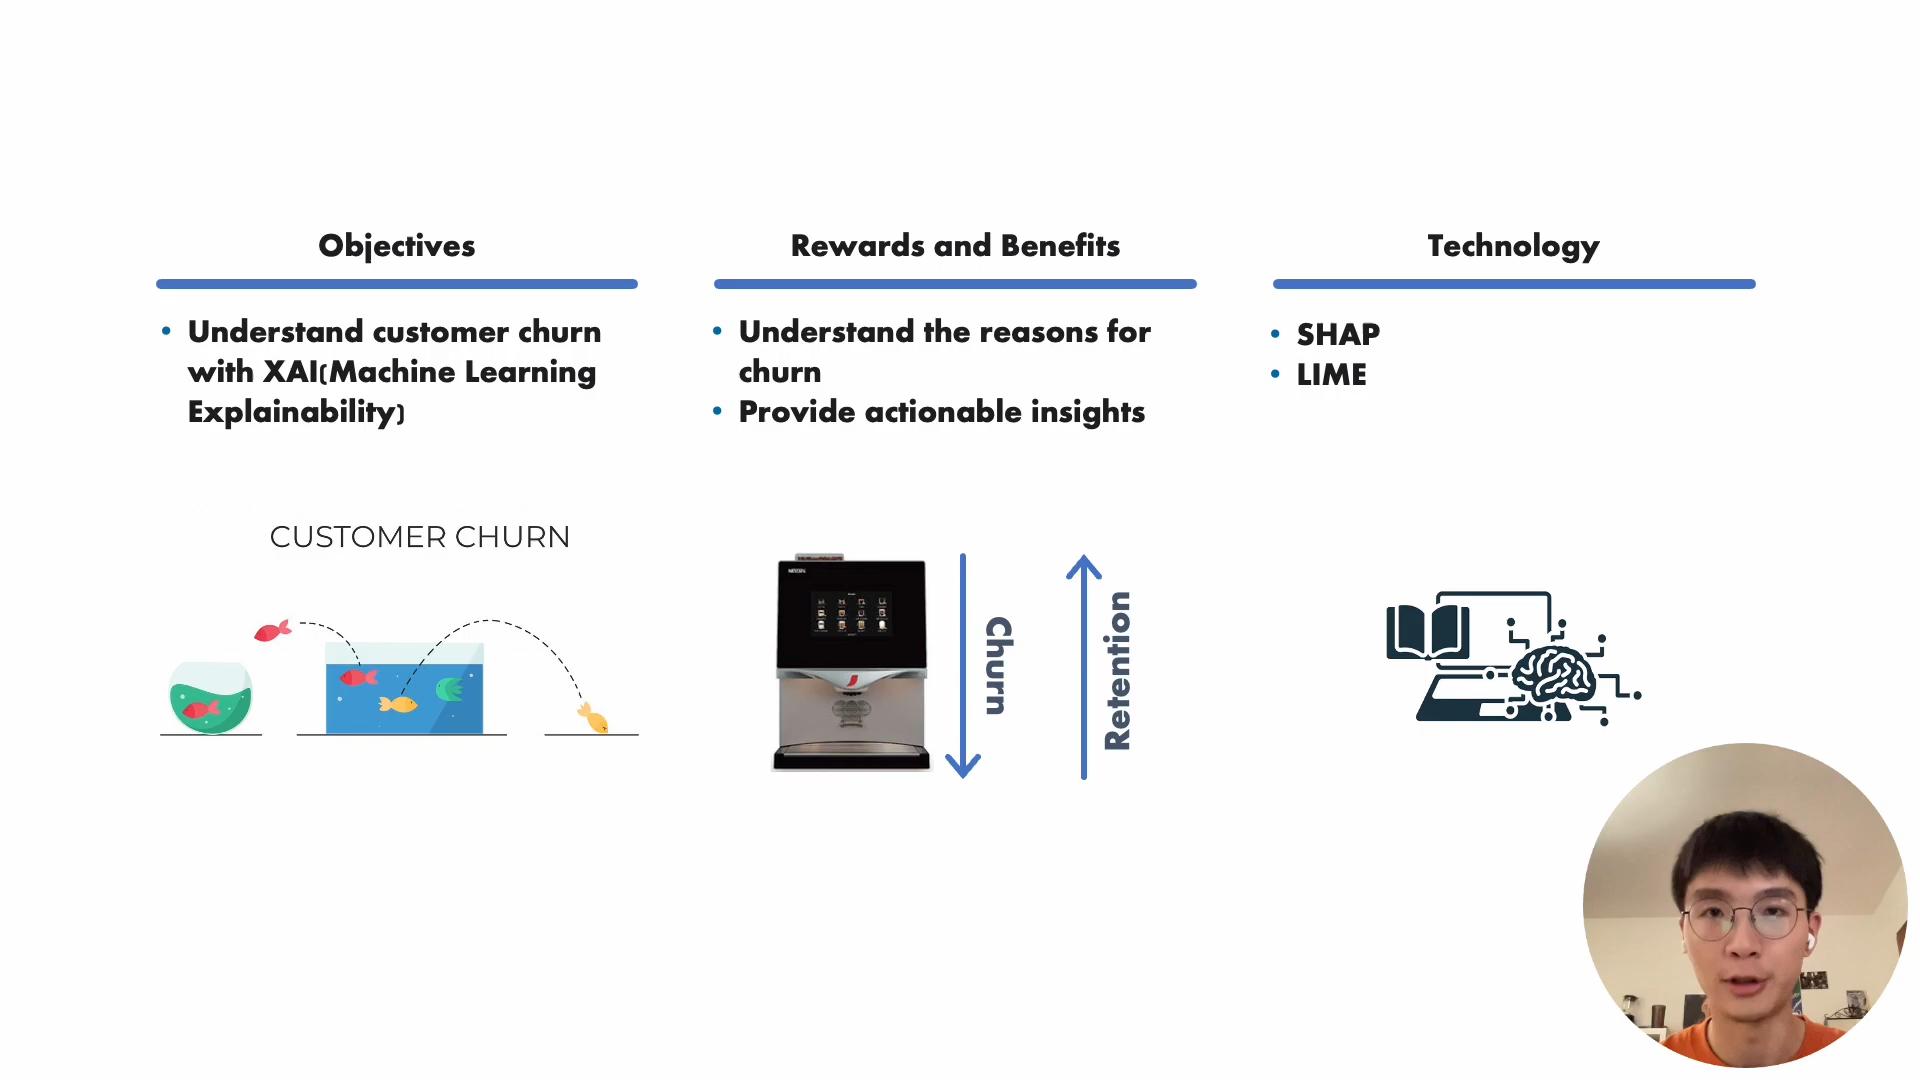 Objectives
Rewards and Benefits
Technology
• Understand customer churn
with XAI(Machine Learning
Explainability)
• Understand the reasons for
churn
• Provide actionable insights
• SHAP
• LIME
CUSTOMER CHURN
NESCAFÉ
Churn
Retention